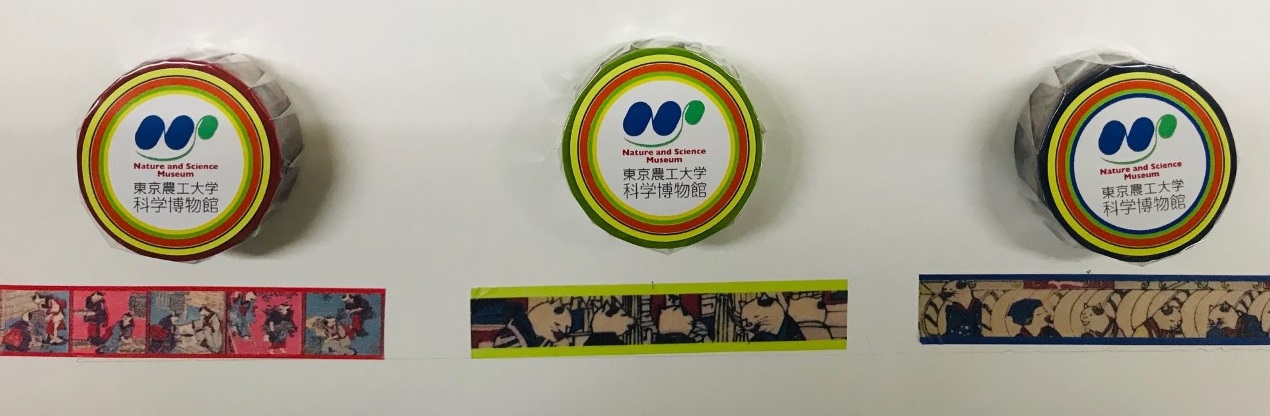 Nature and Science
Museum
東京農工大学
科学博物館
Nature and Science
Museum
東京農工大学
科学博物館
Nature and Science
Museum
東京農工大学
科学博物館